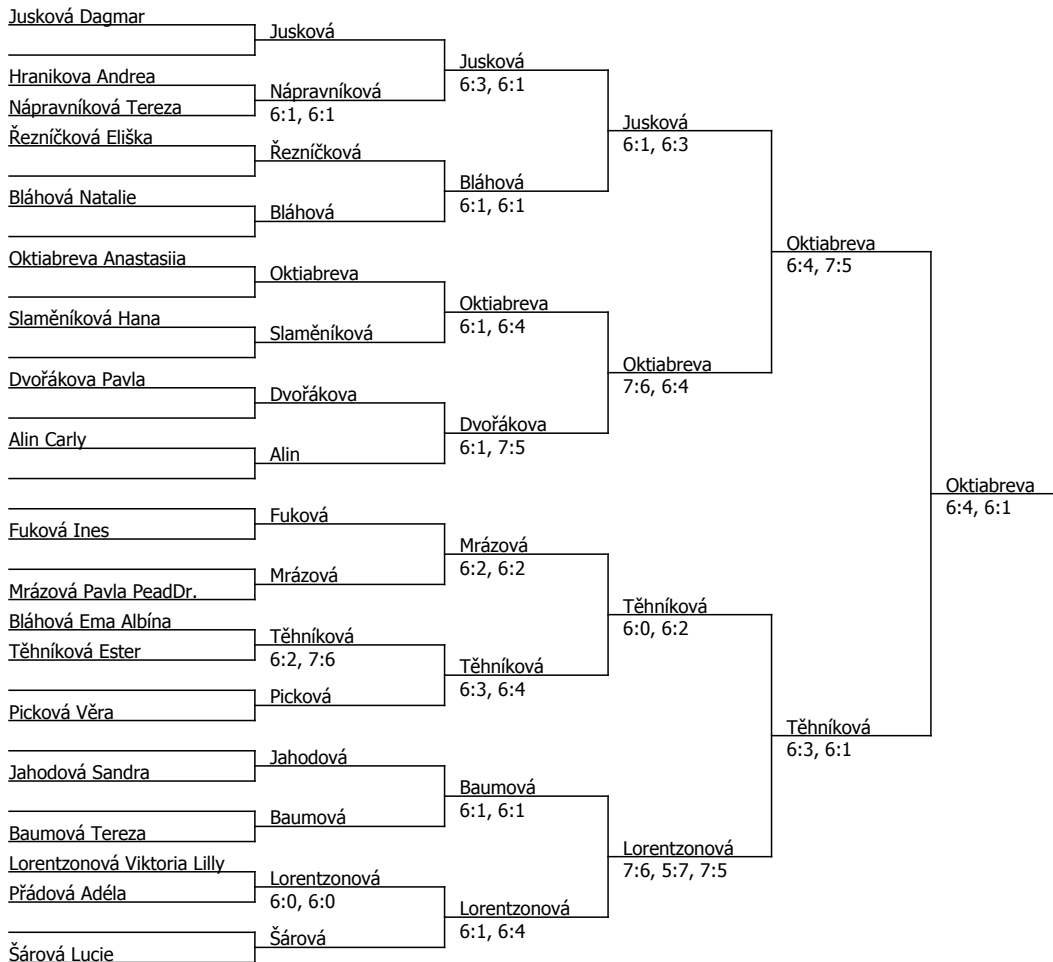 Jusková Dagmar
Hranikova Andrea
Nápravníková Tereza
Řezníčková Eliška
Bláhová Natalie
Oktiabreva Anastasiia
Slaměníková Hana
Dvořákova Pavla
Alin Carly
Fuková Ines
Mrázová Pavla PeadDr.
Bláhová Ema Albína
Těhníková Ester
Picková Věra
Jahodová Sandra
Baumová Tereza
Lorentzonová Viktoria Lilly
Přádová Adéla
Šárová Lucie
Jusková
Nápravníková
6:1, 6:1
Řezníčková
Bláhová
Oktiabreva
Slaměníková
Dvořákova
Alin
Fuková
Mrázová
Těhníková
6:2, 7:6
Picková
Jahodová
Baumová
Lorentzonová
6:0, 6:0
Šárová
Jusková
6:3, 6:1
Bláhová
6:1, 6:1
Oktiabreva
6:1, 6:4
Dvořákova
6:1, 7:5
Mrázová
6:2, 6:2
Těhníková
6:3, 6:4
Baumová
6:1, 6:1
Lorentzonová
6:1, 6:4
Jusková
6:1, 6:3
Oktiabreva
7:6, 6:4
Těhníková
6:0, 6:2
Lorentzonová
7:6, 5:7, 7:5
Oktiabreva
6:4, 7:5
Těhníková
6:3, 6:1
Oktiabreva
6:4, 6:1